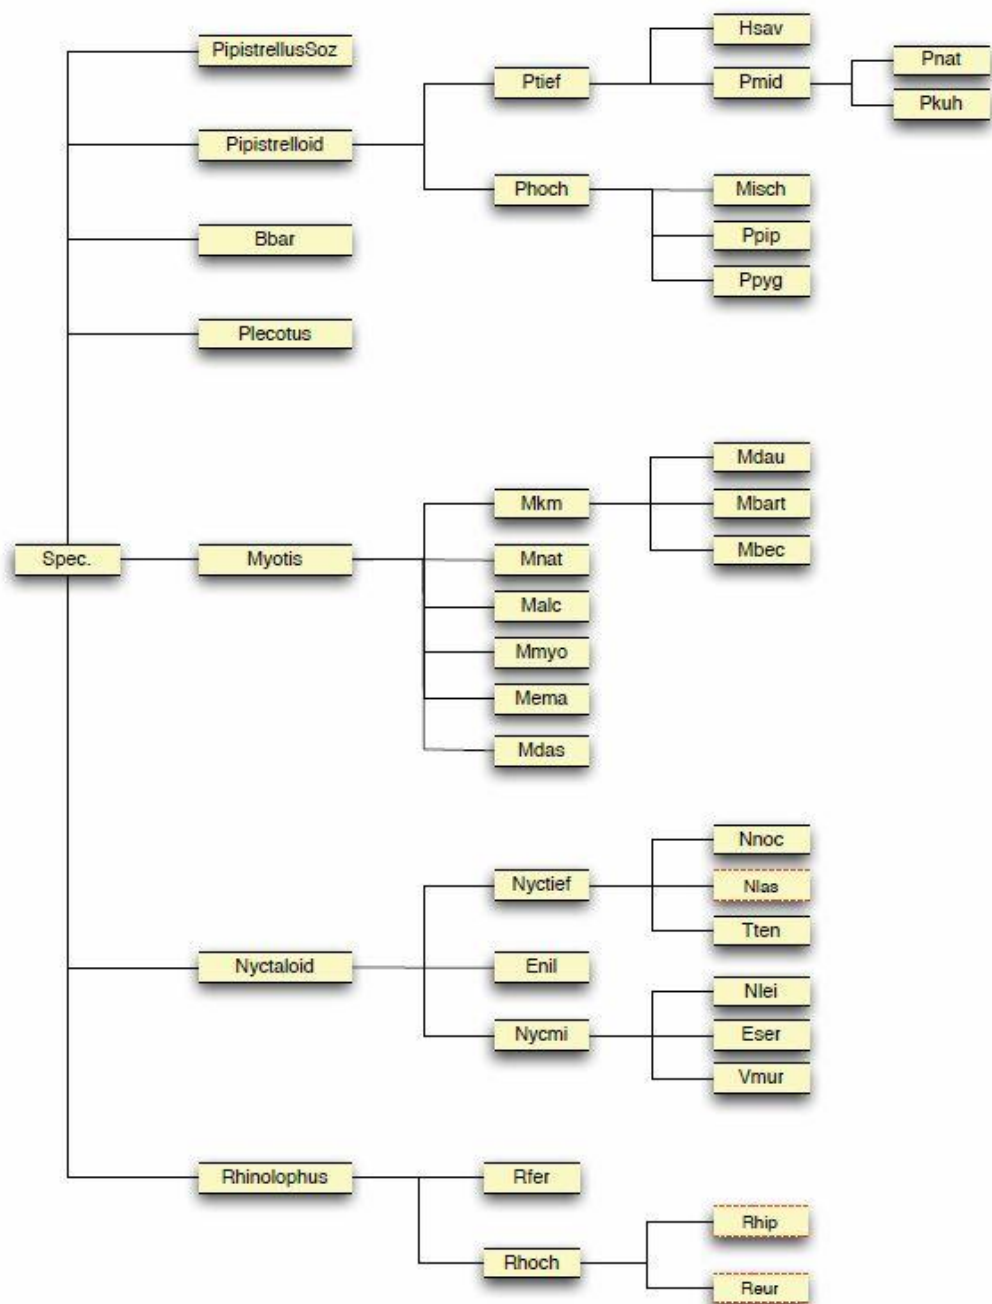 PipistrellusSoz
Pipistrelloid
Ptief
Hsav
Pmid
Pnat
Pkuh
Phoch
Misch
Ppip
Ppyg
Bbar
Plecotus
Spec.
Myotis
Mkm
Mdau
Mbart
Mbec
Mnat
Malc
Mmyo
Mema
Mdas
Nyctaloid
Nyctief
Nnoc
Nlas
Tten
Enil
Nycmi
Nlei
Eser
Vmur
Rhinolophus
Rfer
Rhoch
Rhip
Reur